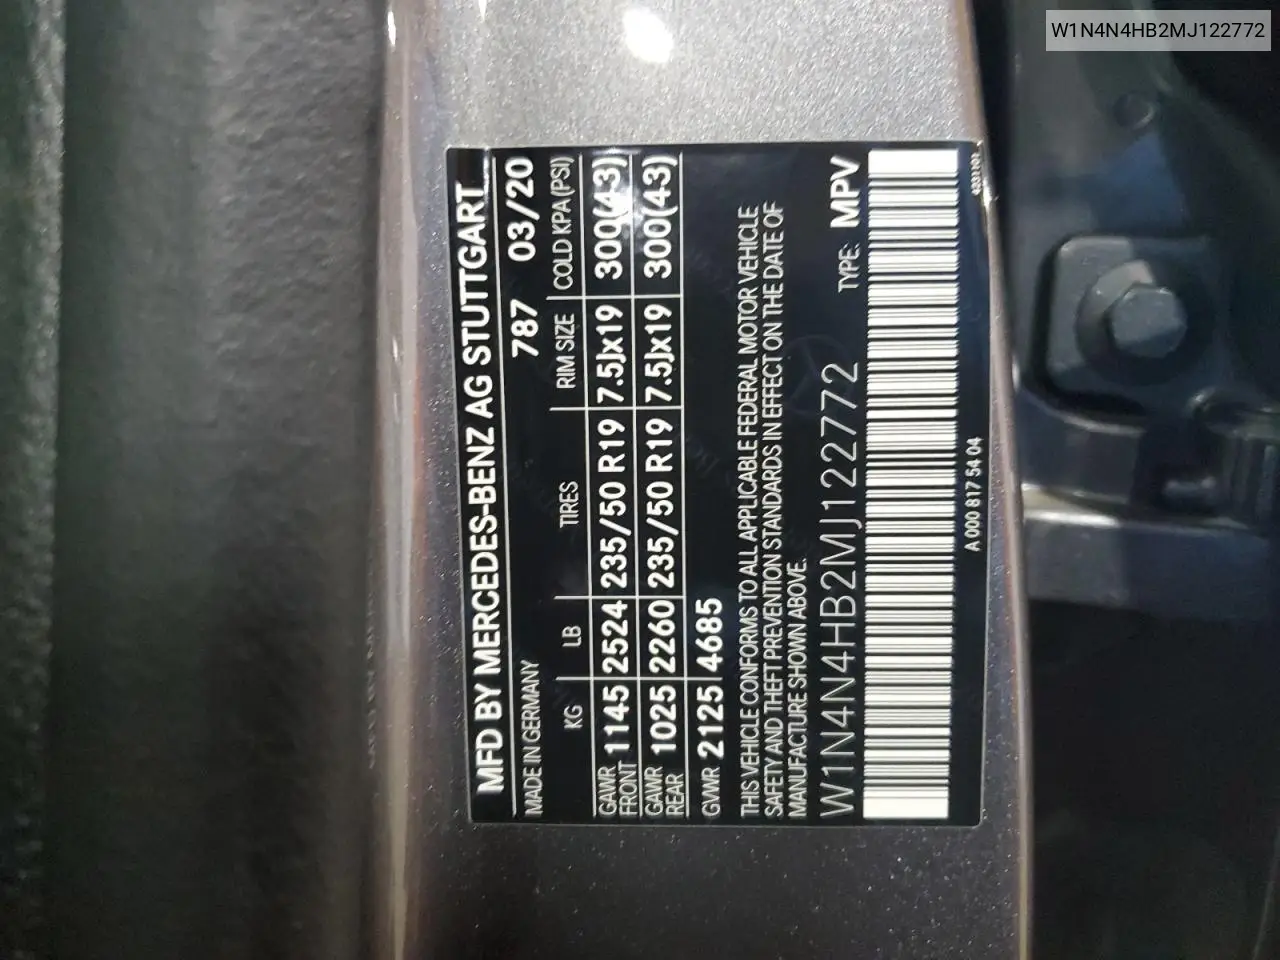 W1N4N4HB2MJ122772
MFD BY MERCEDES-BENZ AG STUTTGART
MADE IN GERMANY 787 03/20
KG LB TIRES RIM SIZE COLD KPA (PSI)
GAWR FRONT 1145 2524 235/50 R19 7.5Jx19 300(43)
GAWR REAR 1025 2260 235/50 R19 7.5Jx19 300(43)
GVWR 2125 4685
THIS VEHICLE CONFORMS TO ALL APPLICABLE FEDERAL MOTOR VEHICLE
SAFETY AND THEFT PREVENTION STANDARDS IN EFFECT ON THE DATE OF
MANUFACTURE SHOWN ABOVE.
W1N4N4HB2MJ122772 TYPE: MPV
A 000 817 54 04